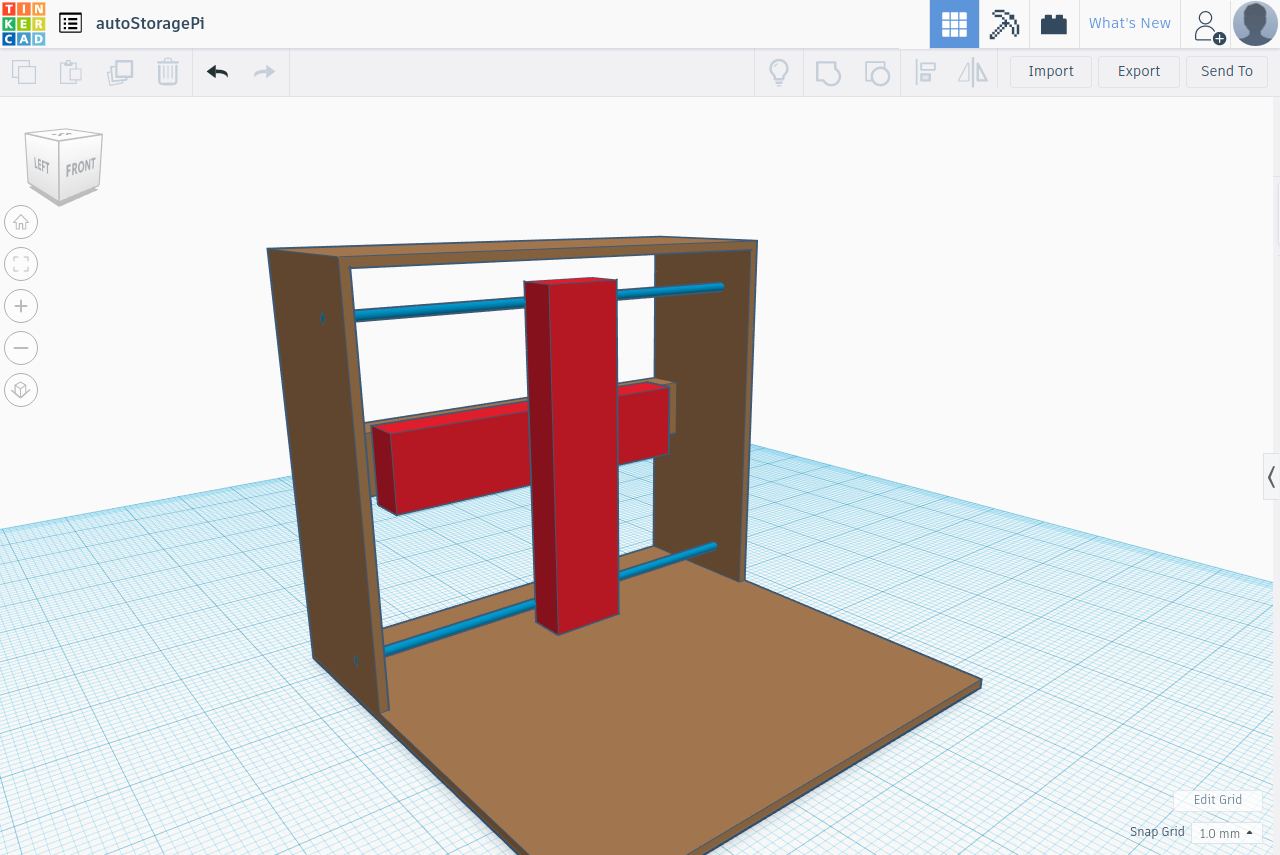 TIN
KER
CAD
autoStoragePi
What's New
Import
Export
Send To
LEFT
FRONT
Edit Grid
Snap Grid
1.0 mm